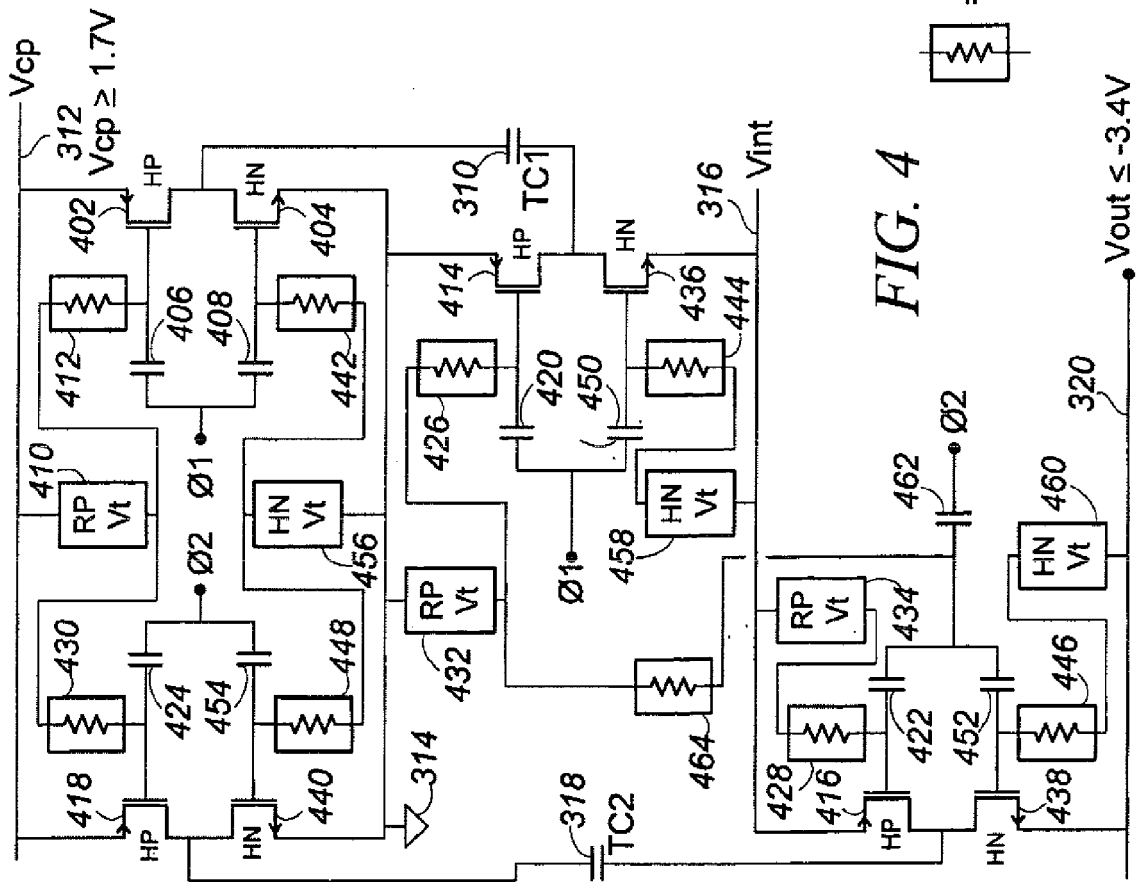 Vcp
312
Vcp ≥ 1.7V
402
HP
HN
404
412
406
408
442
410
RP
Vt
Ø1
Ø2
HN
Vt
456
430
424
454
448
418
HP
HN
440
314
310
TC1
414
HP
HN
436
426
420
450
444
432
RP
Vt
Ø1
HN
Vt
458
316
Vint
318
TC2
464
434
RP
Vt
462
Ø2
460
HN
Vt
428
416
422
452
446
HP
HN
438
320
Vout ≤ -3.4V
FIG. 4
=